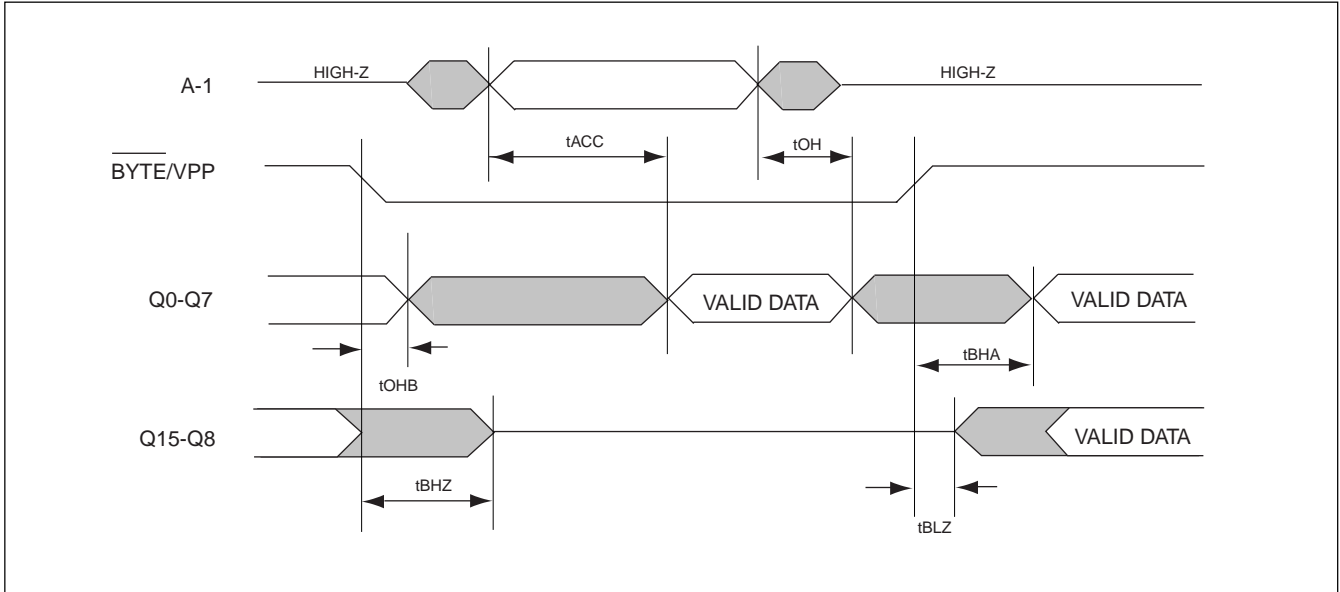 HIGH-Z
HIGH-Z
A-1
tACC
tOH
BYTE/VPP
Q0-Q7
VALID DATA
VALID DATA
tBHA
tOHB
Q15-Q8
VALID DATA
tBHZ
tBLZ